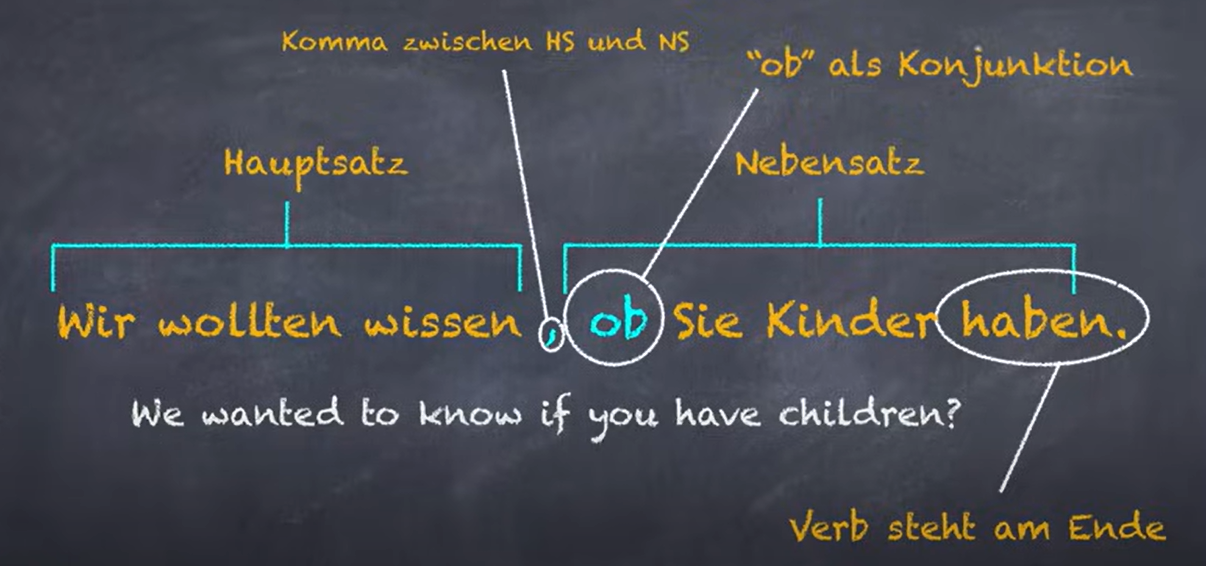 Komma zwischen HS und NS
"ob" als Konjunktion
Hauptsatz
Nebensatz
Wir wollten wissen, ob Sie Kinder haben.
We wanted to know if you have children?
Verb steht am Ende